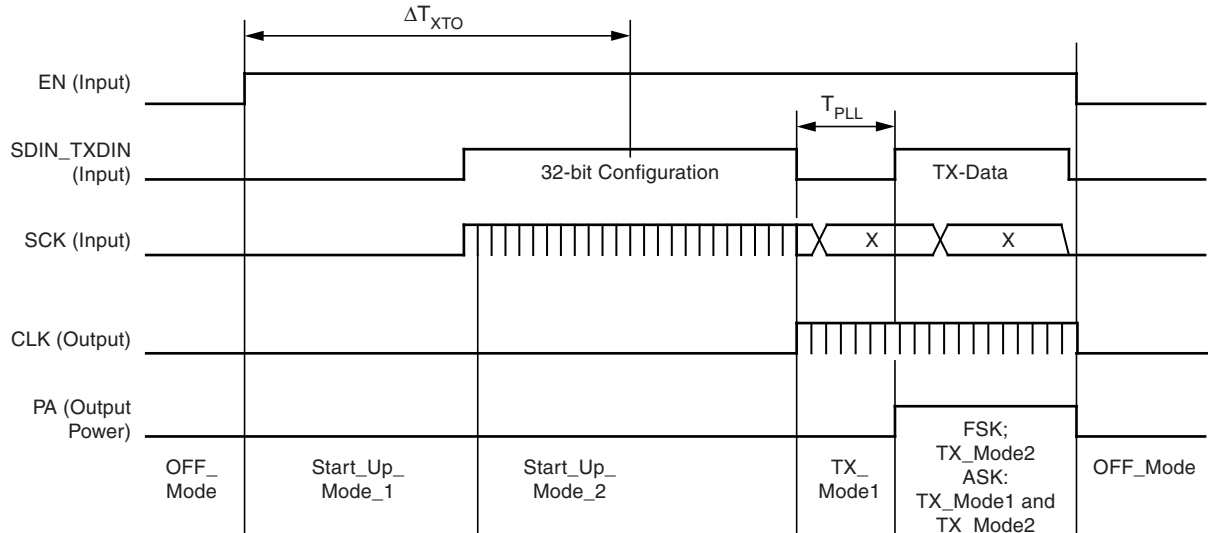 ΔT_XTO
EN (Input)
T_PLL
SDIN_TXDIN
(Input)
32-bit Configuration
TX-Data
SCK (Input)
X
X
CLK (Output)
PA (Output
Power)
OFF_
Mode
Start_Up_
Mode_1
Start_Up_
Mode_2
TX_
Mode1
FSK;
TX_Mode2
ASK:
TX_Mode1 and
TX_Mode2
OFF_Mode